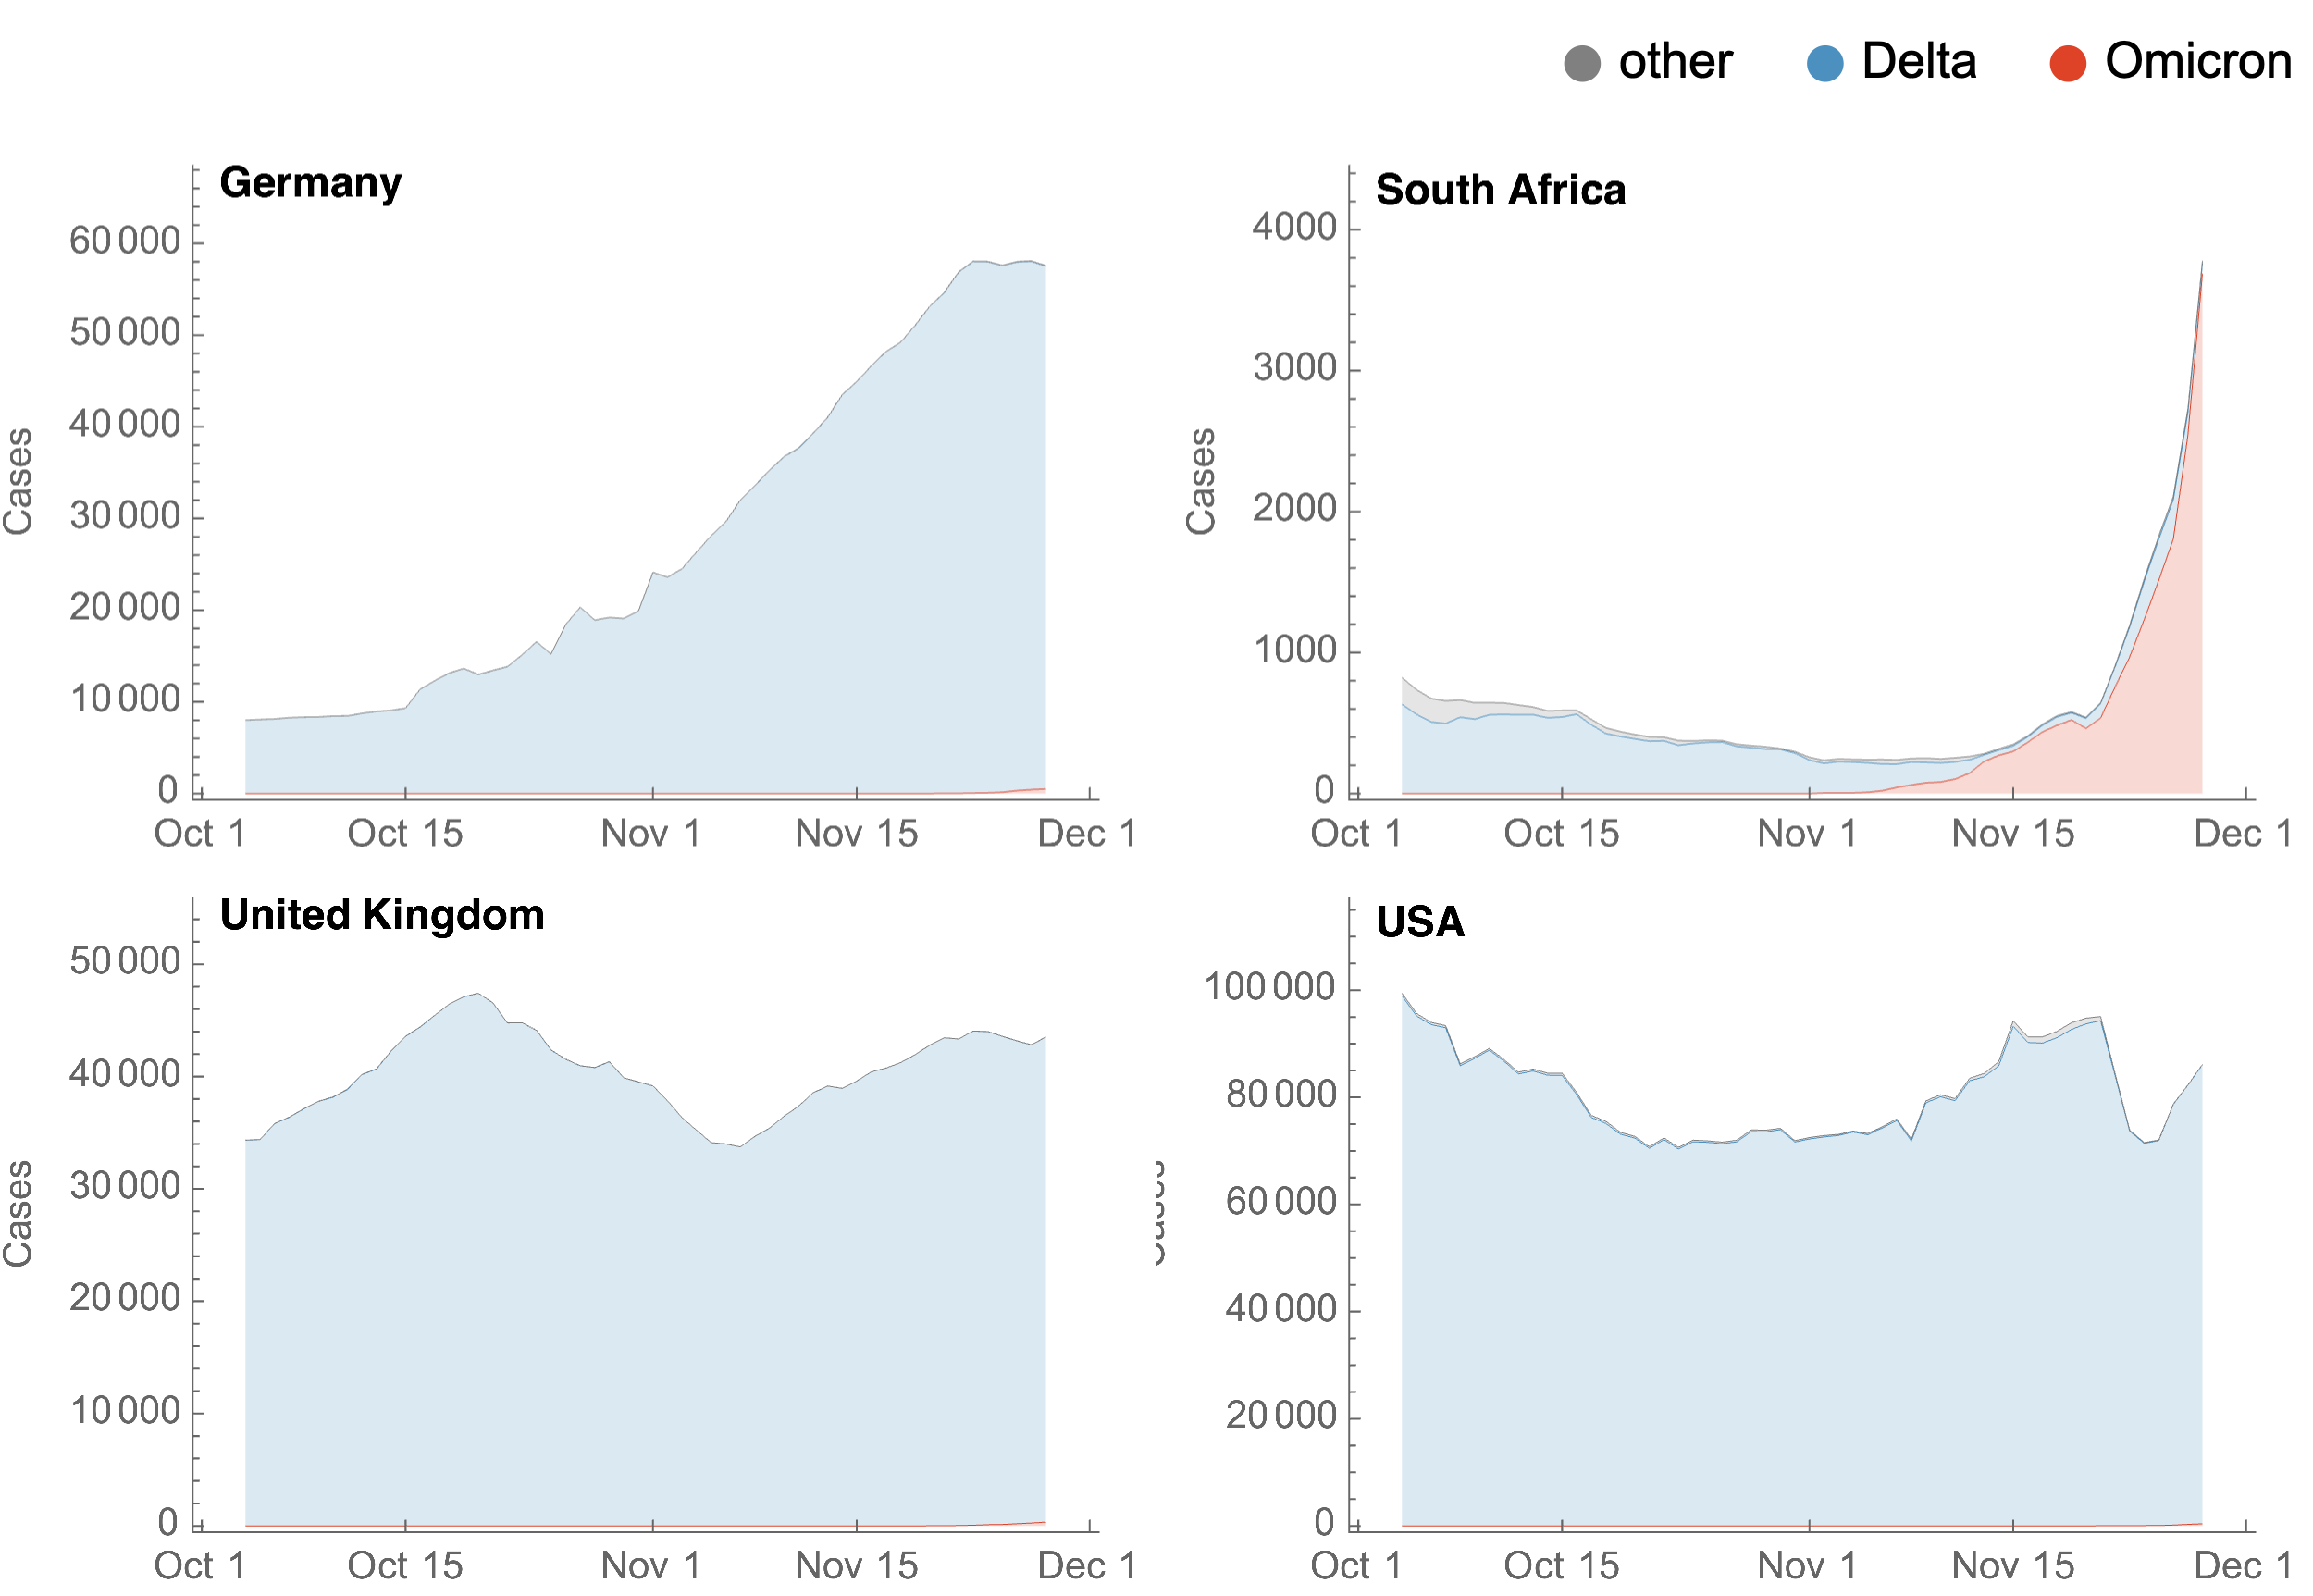 other Delta Omicron
Germany
60 000
50 000
40 000
30 000
20 000
10 000
0
Cases
Oct 1 Oct 15 Nov 1 Nov 15 Dec 1
South Africa
4000
3000
2000
1000
0
Cases
Oct 1 Oct 15 Nov 1 Nov 15 Dec 1
United Kingdom
50 000
40 000
30 000
20 000
10 000
0
Cases
Oct 1 Oct 15 Nov 1 Nov 15 Dec 1
USA
100 000
80 000
60 000
40 000
20 000
0
Oct 1 Oct 15 Nov 1 Nov 15 Dec 1